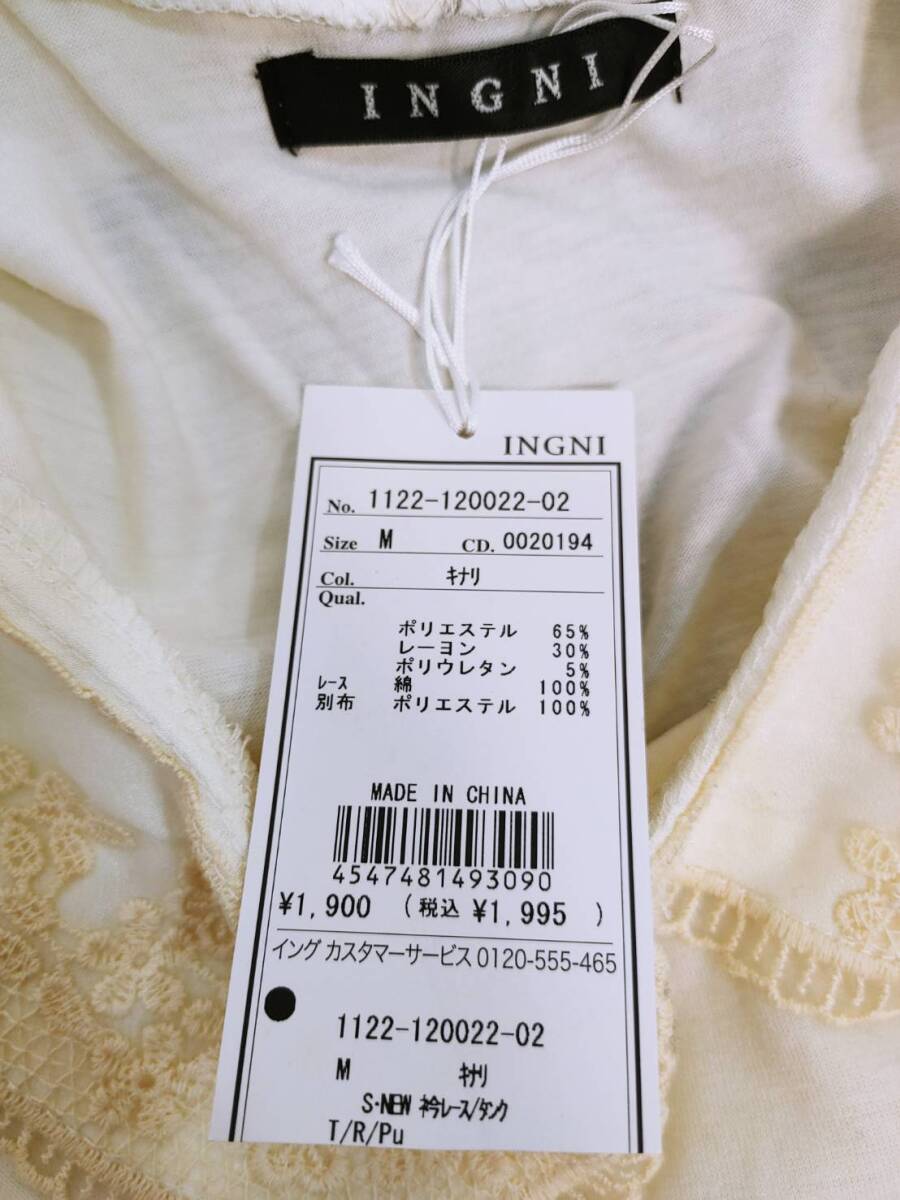 INGNI
INGNI
No. 1122-120022-02
Size M CD. 0020194
Col. ｷﾅﾘ
Qual.
ポリエステル 65%
レーヨン 30%
ポリウレタン 5%
ﾚｰｽ 綿 100%
別布 ポリエステル 100%
MADE IN CHINA
4547481493090
¥1,900 (税込 ¥1,995 )
イング カスタマーサービス 0120-555-465
1122-120022-02
M ｷﾅﾘ
S･NEW 衿ﾚｰｽ/ﾀﾝｸ
T/R/Pu